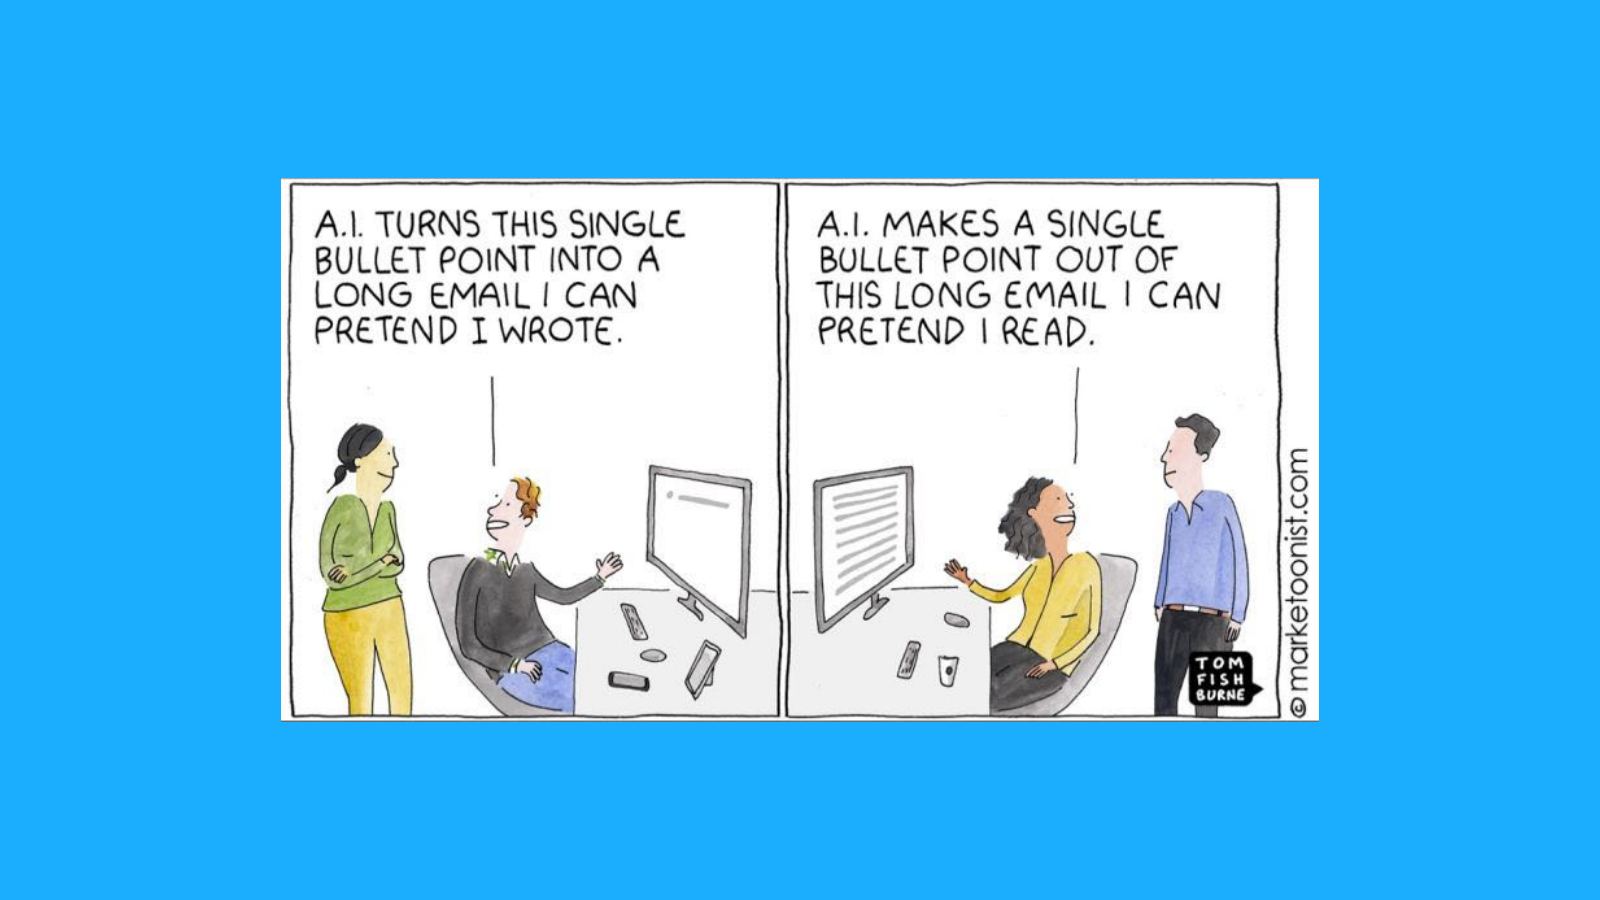 A.I. TURNS THIS SINGLE
BULLET POINT INTO A
LONG EMAIL I CAN
PRETEND I WROTE.
A.I. MAKES A SINGLE
BULLET POINT OUT OF
THIS LONG EMAIL I CAN
PRETEND I READ.
TOM
FISH
BURNE
© marketoonist.com